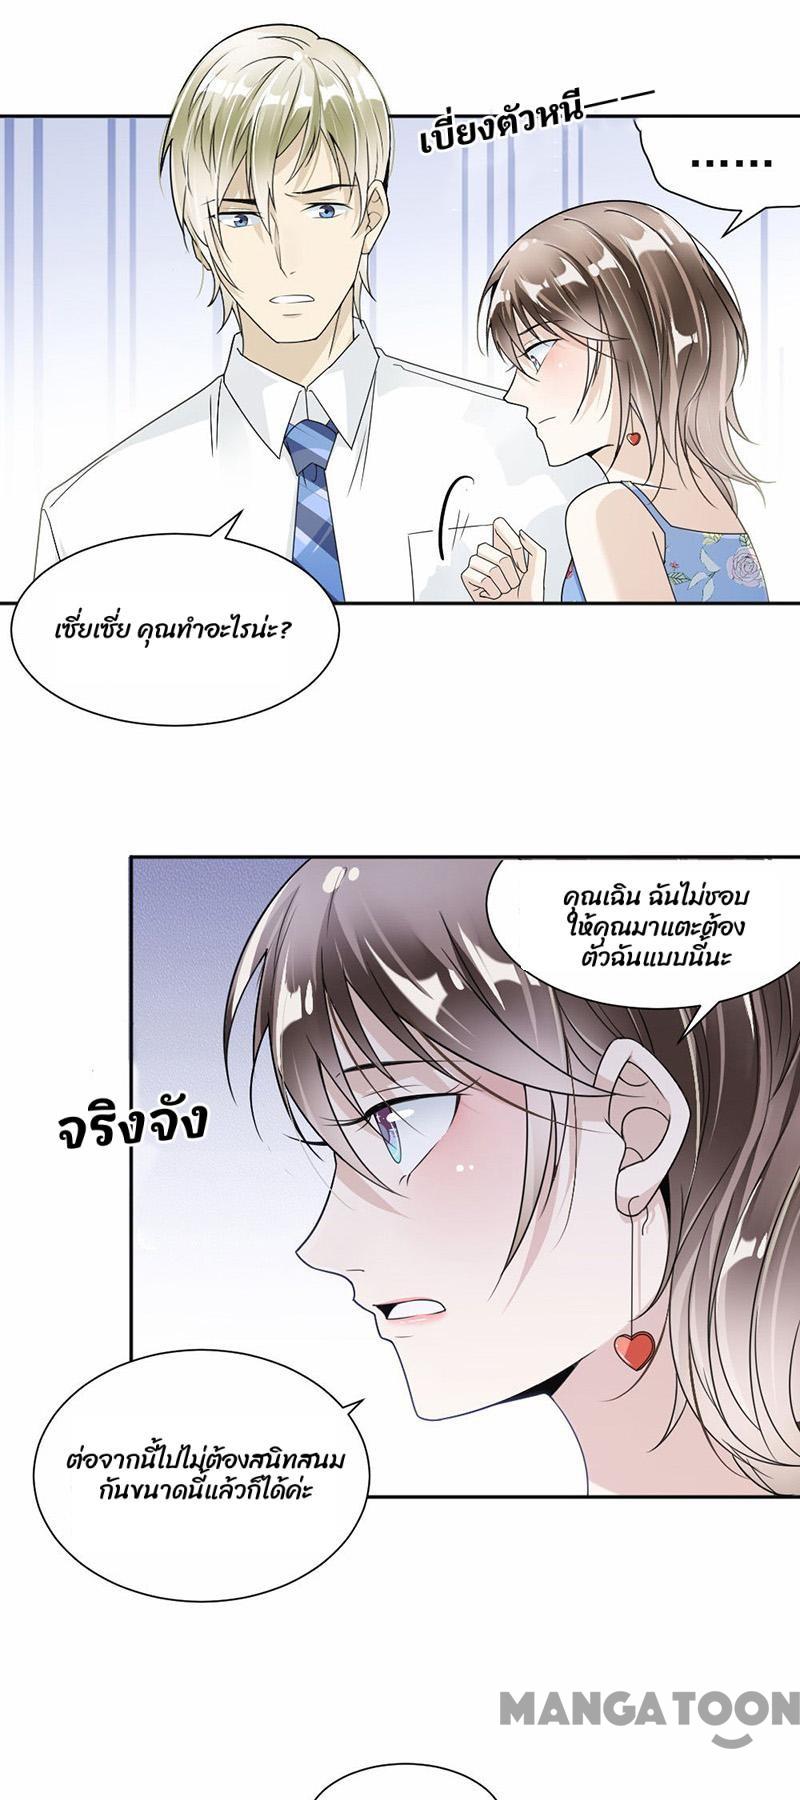 เบี่ยงตัวหนี——
......
เซี่ยเซี่ย คุณทำอะไรน่ะ?
คุณเฉิน ฉันไม่ชอบ
ให้คุณมาแตะต้อง
ตัวฉันแบบนี้นะ
จริงจัง
ต่อจากนี้ไปไม่ต้องสนิทสนม
กันขนาดนี้แล้วก็ได้ค่ะ
MANGA TOON